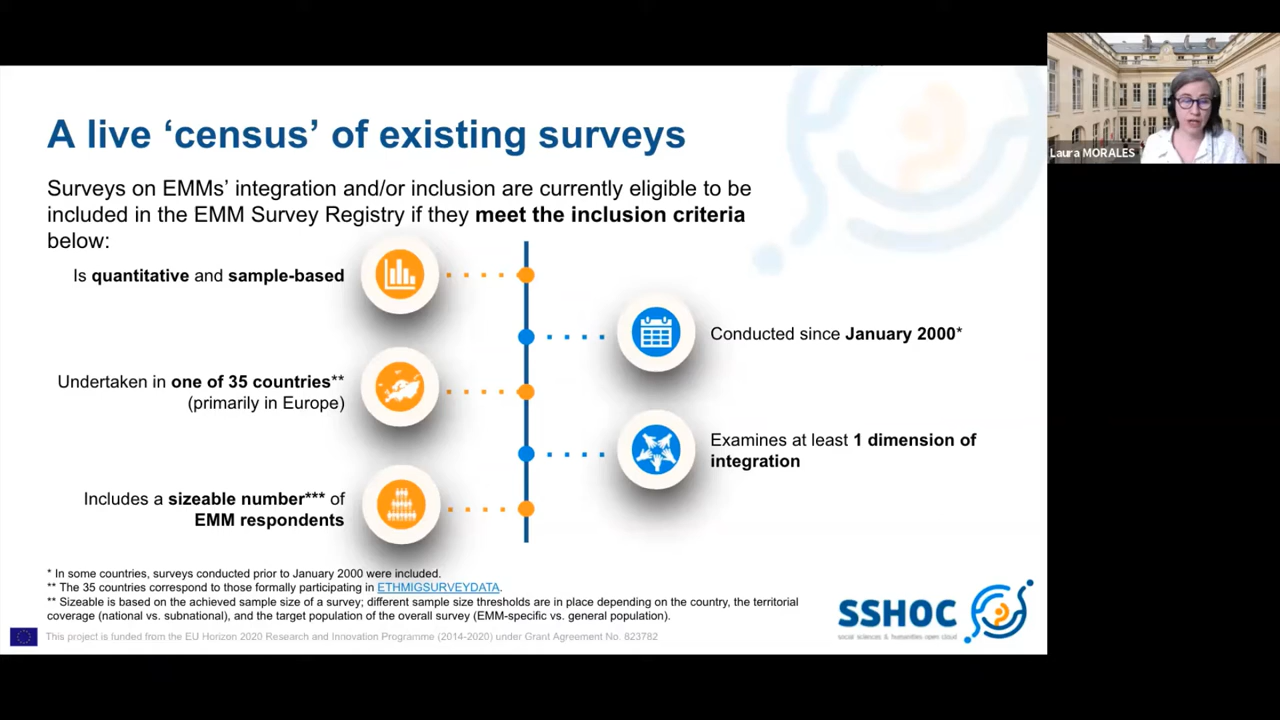 A live ‘census’ of existing surveys
Surveys on EMMs’ integration and/or inclusion are currently eligible to be
included in the EMM Survey Registry if they meet the inclusion criteria
below:
Is quantitative and sample-based
Conducted since January 2000*
Undertaken in one of 35 countries**
(primarily in Europe)
Examines at least 1 dimension of
integration
Includes a sizeable number*** of
EMM respondents
* In some countries, surveys conducted prior to January 2000 were included.
** The 35 countries correspond to those formally participating in ETHMIGSURVEYDATA.
** Sizeable is based on the achieved sample size of a survey; different sample size thresholds are in place depending on the country, the territorial
coverage (national vs. subnational), and the target population of the overall survey (EMM-specific vs. general population).
This project is funded from the EU Horizon 2020 Research and Innovation Programme (2014-2020) under Grant Agreement No. 823782
SSHOC
social sciences & humanities open cloud
Laura MORALES